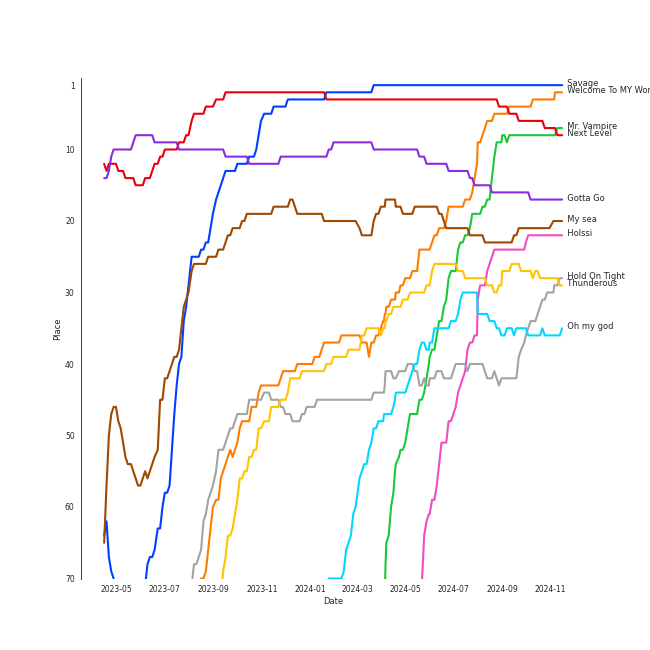 1
10
20
30
40
50
60
70
Place
2023-05
2023-07
2023-09
2023-11
2024-01
2024-03
2024-05
2024-07
2024-09
2024-11
Date
Savage
Welcome To MY Wor
Mr. Vampire
Next Level
Gotta Go
My sea
Holssi
Hold On Tight
Thunderous
Oh my god